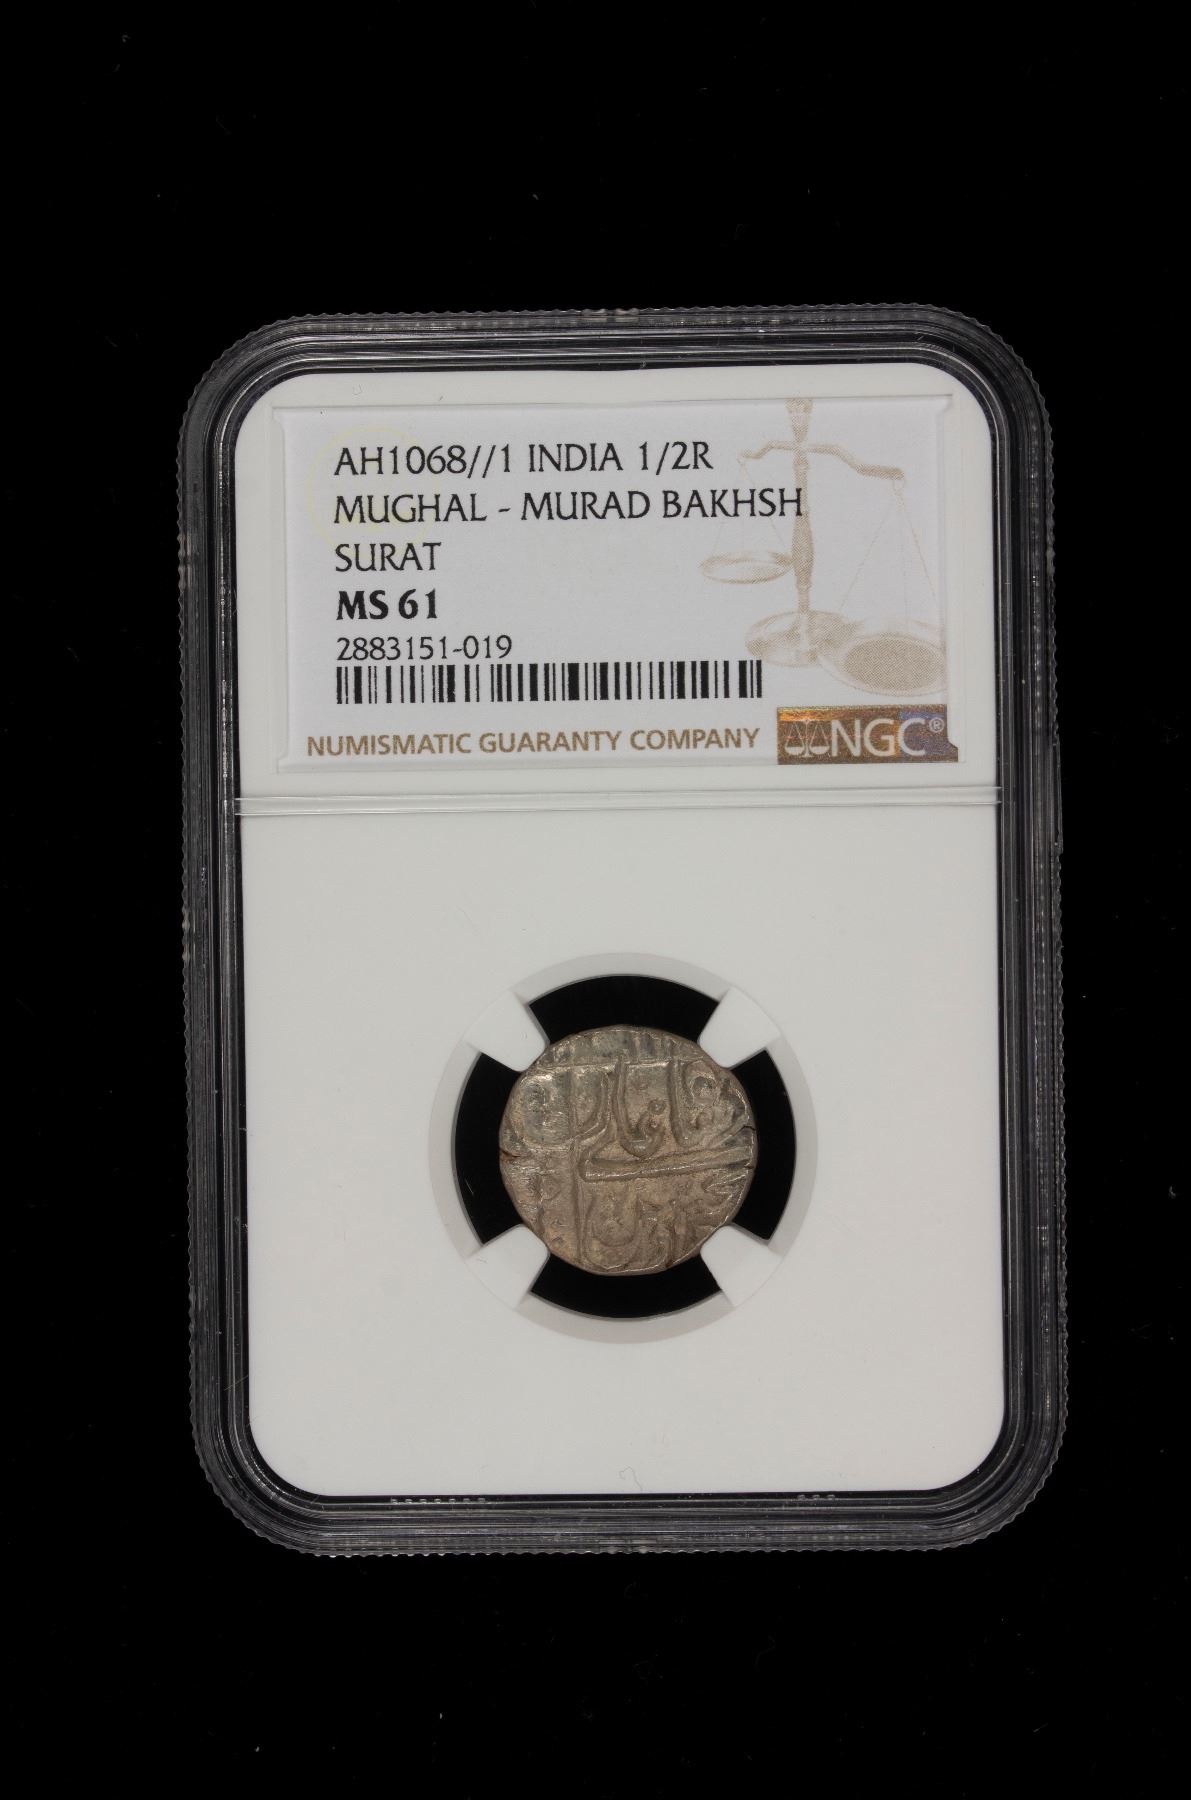 AH1068//1 INDIA 1/2R
MUGHAL - MURAD BAKHSH
SURAT
MS 61
2883151-019
NUMISMATIC GUARANTY COMPANY
NGC®